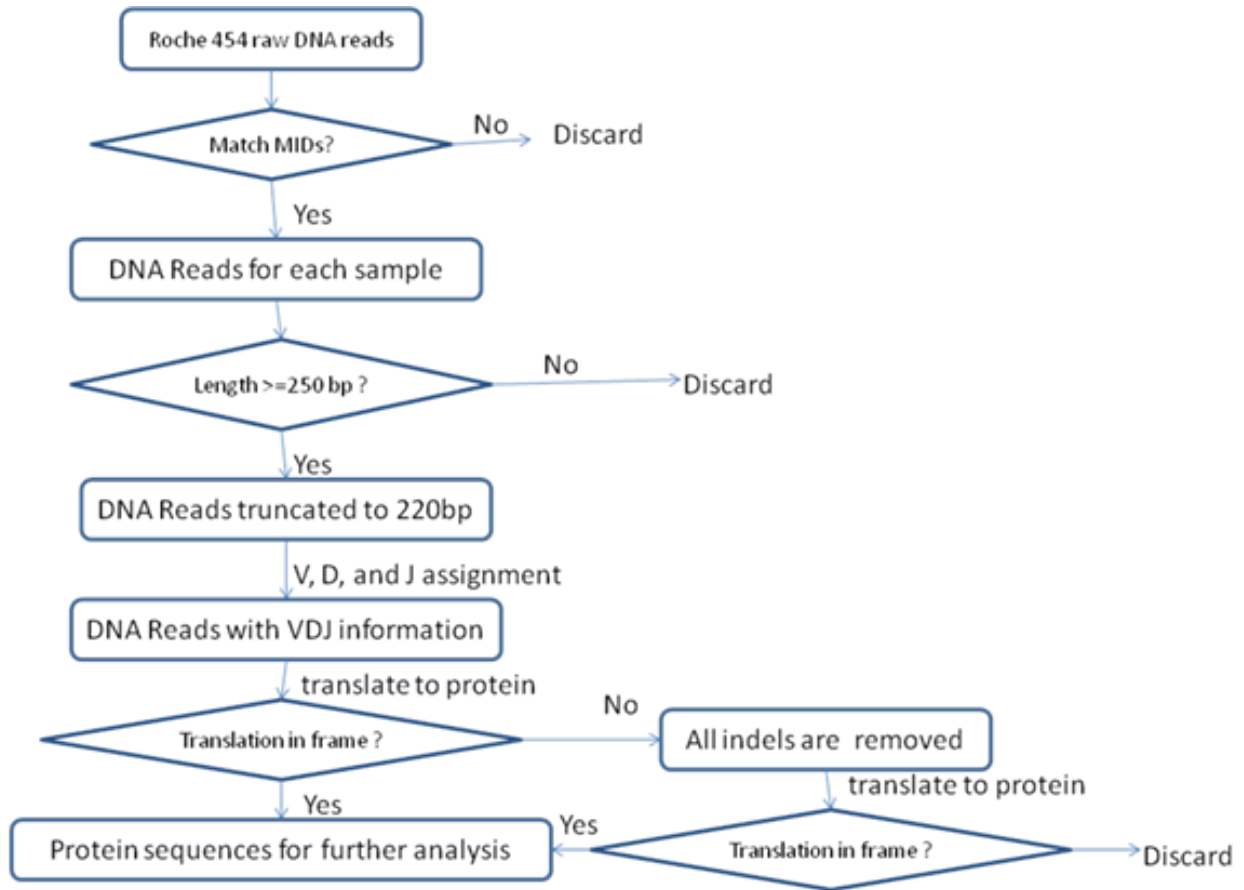 Roche 454 raw DNA reads
Match MIDs?
No
Discard
Yes
DNA Reads for each sample
Length >=250 bp ?
No
Discard
Yes
DNA Reads truncated to 220bp
V, D, and J assignment
DNA Reads with VDJ information
translate to protein
Translation in frame ?
No
All indels are removed
translate to protein
Yes
Yes
Protein sequences for further analysis
Translation in frame ?
Discard